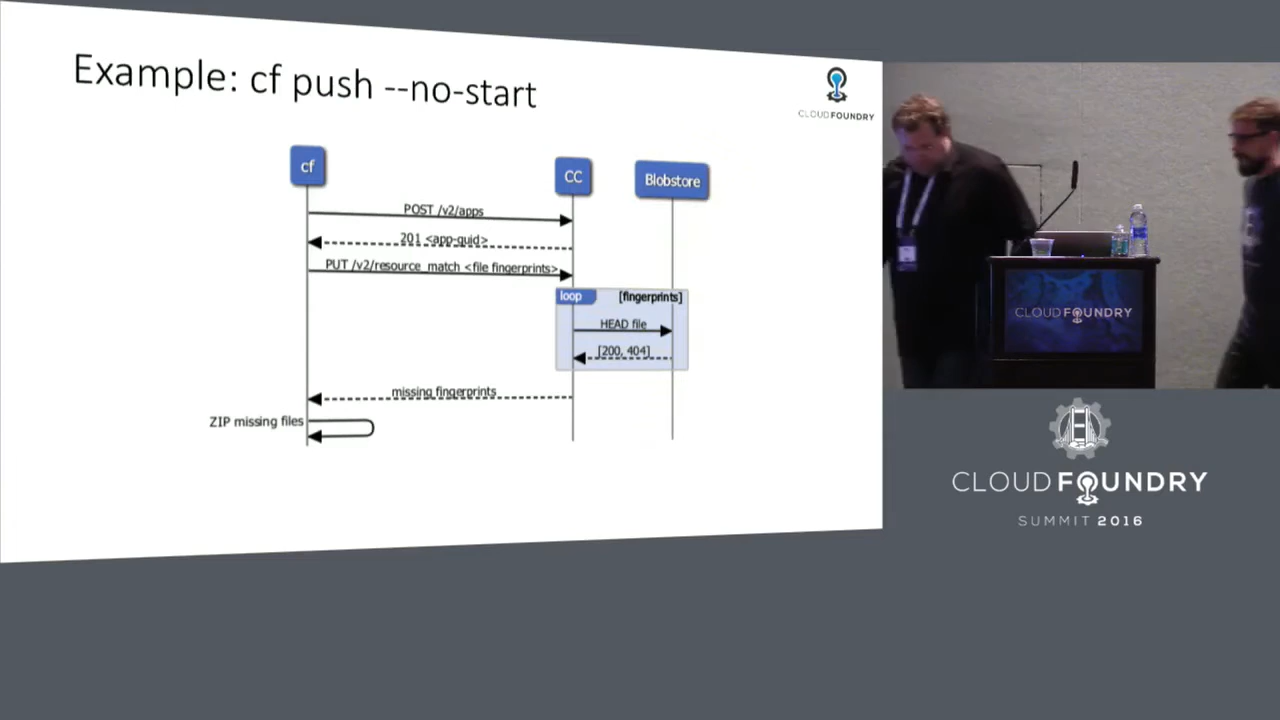 Example: cf push --no-start
CLOUD FOUNDRY
cf
CC
Blobstore
POST /v2/apps
201 <app-guid>
PUT /v2/resource_match <file fingerprints>
loop
[fingerprints]
HEAD file
[200, 404]
missing fingerprints
ZIP missing files
CLOUD FOUNDRY
CLOUD FOUNDRY
SUMMIT 2016